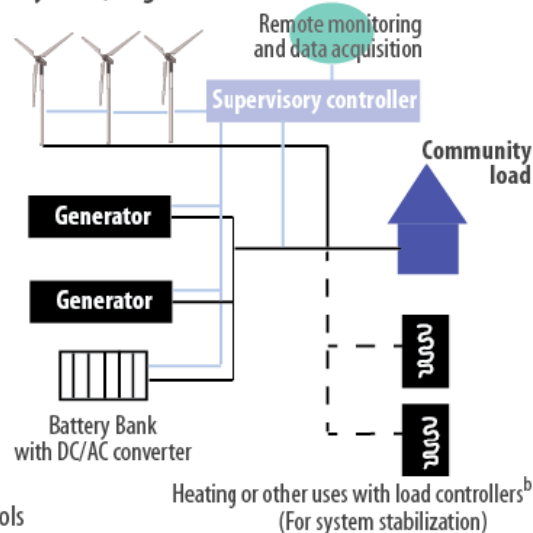 Remote monitoring
and data acquisition
Supervisory controller
Community
load
Generator
Generator
Battery Bank
with DC/AC converter
Heating or other uses with load controllersb
(For system stabilization)
ols